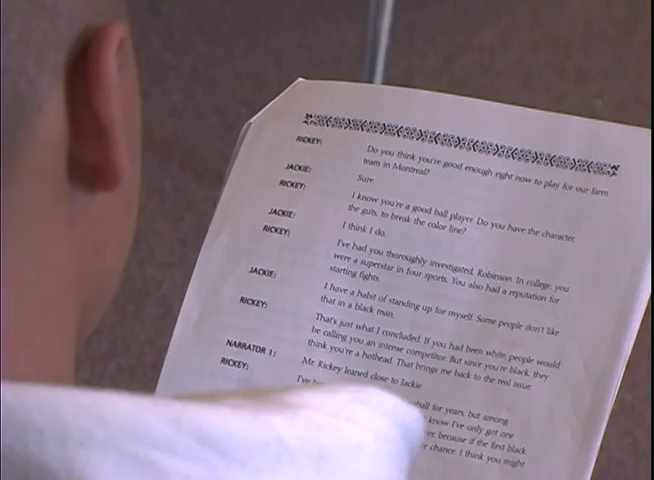 RICKEY: Do you think you're good enough right now to play for our farm
team in Montreal?
JACKIE: Sure.
RICKEY: I know you're a good ball player. Do you have the character,
the guts, to break the color line?
JACKIE: I think I do.
RICKEY: I've had you thoroughly investigated, Robinson. In college, you
were a superstar in four sports. You also had a reputation for
starting fights.
JACKIE: I have a habit of standing up for myself. Some people don't like
that in a black man.
RICKEY: That's just what I concluded. If you had been white, people would
be calling you an intense competitor. But since you're black, they
think you're a hothead. That brings me back to the real issue.
NARRATOR 1: Mr. Rickey leaned close to Jackie.
RICKEY: I've for years, but among
know I've only got one
because if the first black
chance. I think you might